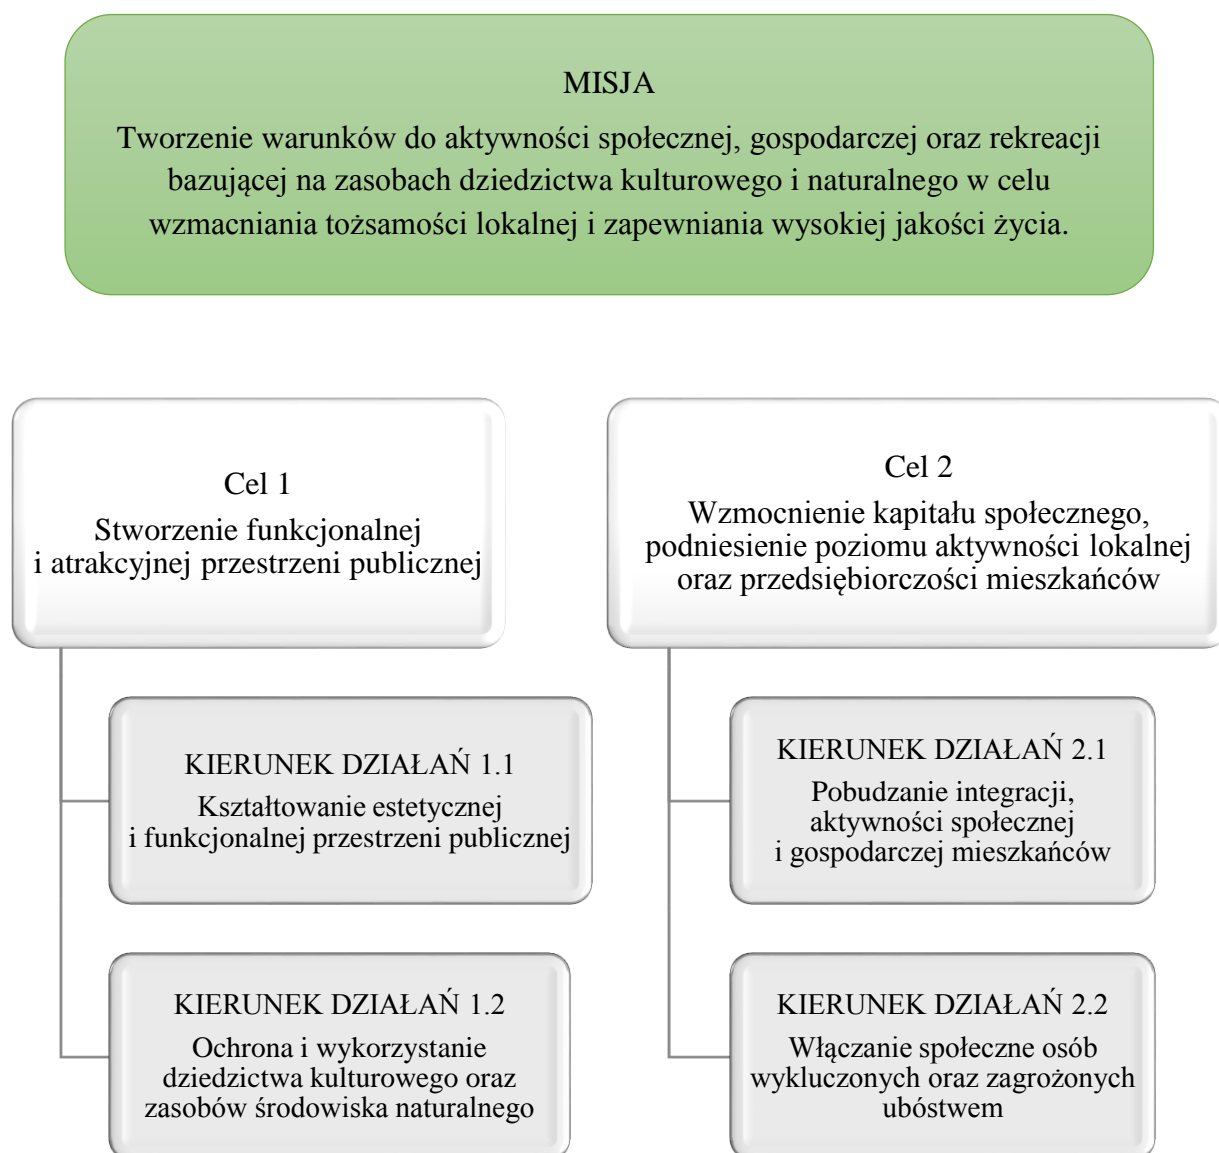 MISJA
Tworzenie warunków do aktywności społecznej, gospodarczej oraz rekreacji
bazującej na zasobach dziedzictwa kulturowego i naturalnego w celu
wzmacniania tożsamości lokalnej i zapewniania wysokiej jakości życia.
Cel 1
Stworzenie funkcjonalnej
i atrakcyjnej przestrzeni publicznej
KIERUNEK DZIAŁAŃ 1.1
Kształtowanie estetycznej
i funkcjonalnej przestrzeni publicznej
KIERUNEK DZIAŁAŃ 1.2
Ochrona i wykorzystanie
dziedzictwa kulturowego oraz
zasobów środowiska naturalnego
Cel 2
Wzmocnienie kapitału społecznego,
podniesienie poziomu aktywności lokalnej
oraz przedsiębiorczości mieszkańców
KIERUNEK DZIAŁAŃ 2.1
Pobudzanie integracji,
aktywności społecznej
i gospodarczej mieszkańców
KIERUNEK DZIAŁAŃ 2.2
Włączanie społeczne osób
wykluczonych oraz zagrożonych
ubóstwem